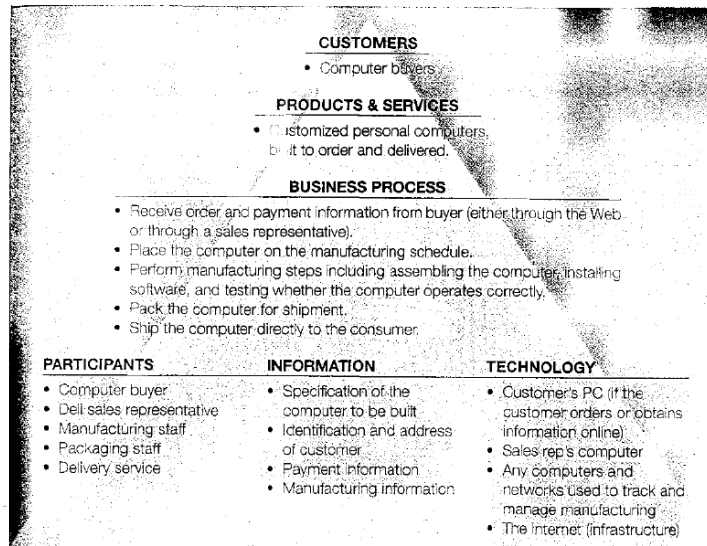 CUSTOMERS
• Computer buyers
PRODUCTS & SERVICES
• Customized personal computers,
built to order and delivered.
BUSINESS PROCESS
• Receive order and payment information from buyer (either through the Web
or through a sales representative).
• Place the computer on the manufacturing schedule.
• Perform manufacturing steps including assembling the computer, installing
software, and testing whether the computer operates correctly.
• Pack the computer for shipment.
• Ship the computer directly to the consumer.
PARTICIPANTS
• Computer buyer
• Dell sales representative
• Manufacturing staff
• Packaging staff
• Delivery service
INFORMATION
• Specification of the
computer to be built
• Identification and address
of customer
• Payment information
• Manufacturing information
TECHNOLOGY
• Customer's PC (if the
customer orders or obtains
information online)
• Sales rep's computer
• Any computers and
networks used to track and
manage manufacturing
• The Internet (infrastructure)